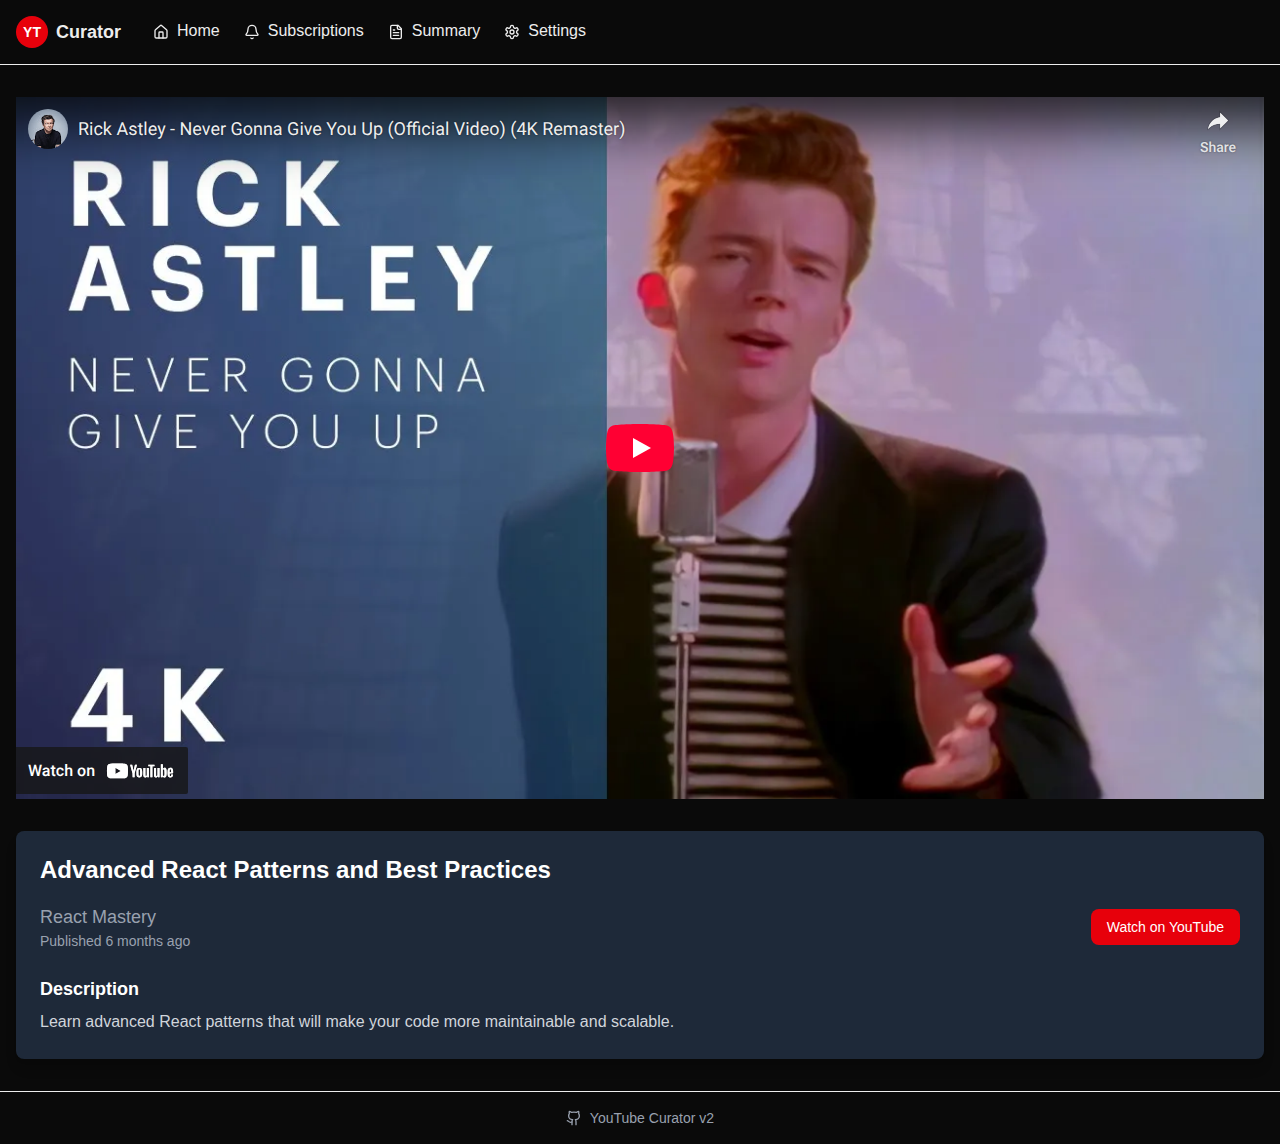 YT Curator Home Subscriptions Summary Settings
Rick Astley - Never Gonna Give You Up (Official Video) (4K Remaster)
Share
RICK
ASTLEY
NEVER GONNA
GIVE YOU UP
4K
Watch on YouTube
Advanced React Patterns and Best Practices
React Mastery
Published 6 months ago
Watch on YouTube
Description
Learn advanced React patterns that will make your code more maintainable and scalable.
YouTube Curator v2